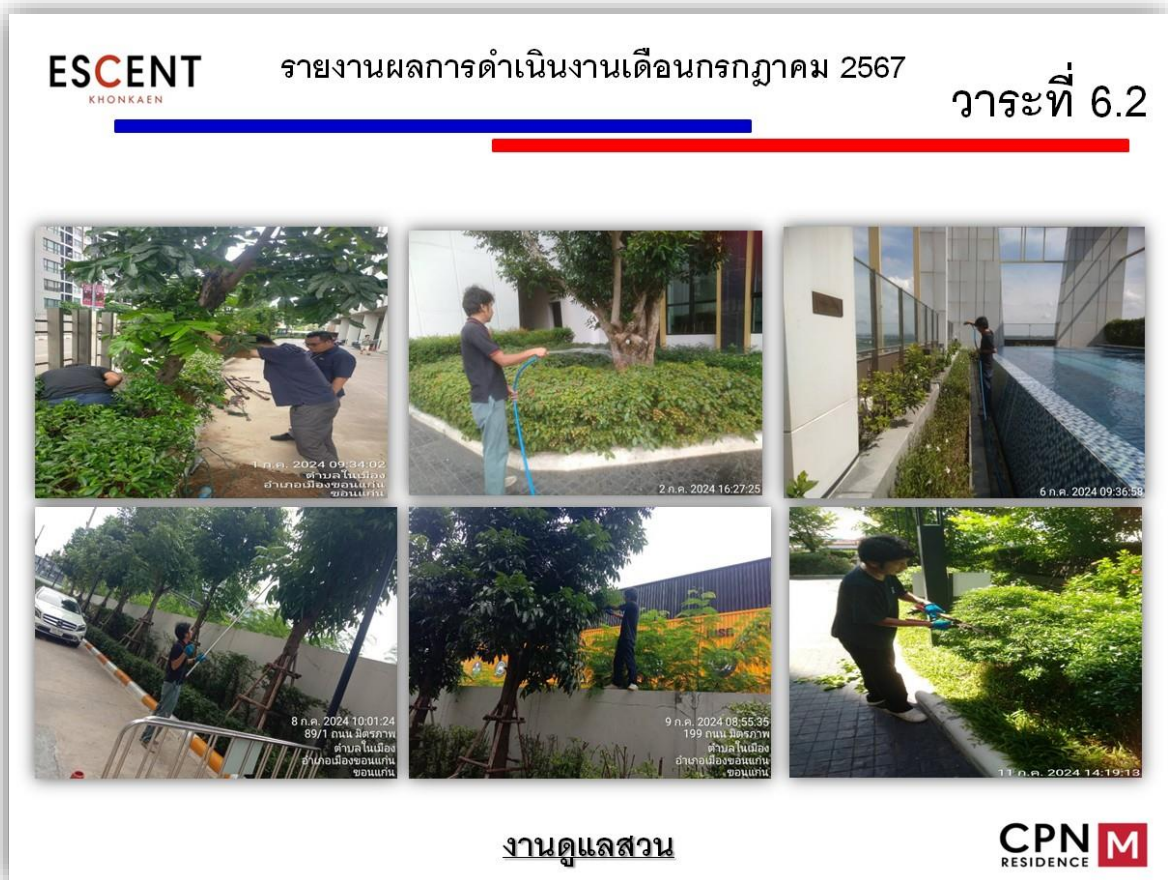 ESCENT
KHONKAEN
รายงานผลการดำเนินงานเดือนกรกฎาคม 2567
วาระที่ 6.2
1 ก.ค. 2024 09:34:02
ตำบลในเมือง
อำเภอเมืองขอนแก่น
ขอนแก่น
2 ก.ค. 2024 16:27:25
6 ก.ค. 2024 09:36:58
8 ก.ค. 2024 10:01:24
89/1 ถนน มิตรภาพ
ตำบลในเมือง
อำเภอเมืองขอนแก่น
ขอนแก่น
9 ก.ค. 2024 08:55:35
199 ถนน มิตรภาพ
ตำบลในเมือง
อำเภอเมืองขอนแก่น
ขอนแก่น
11 ก.ค. 2024 14:19:13
งานดูแลสวน
CPN M
RESIDENCE